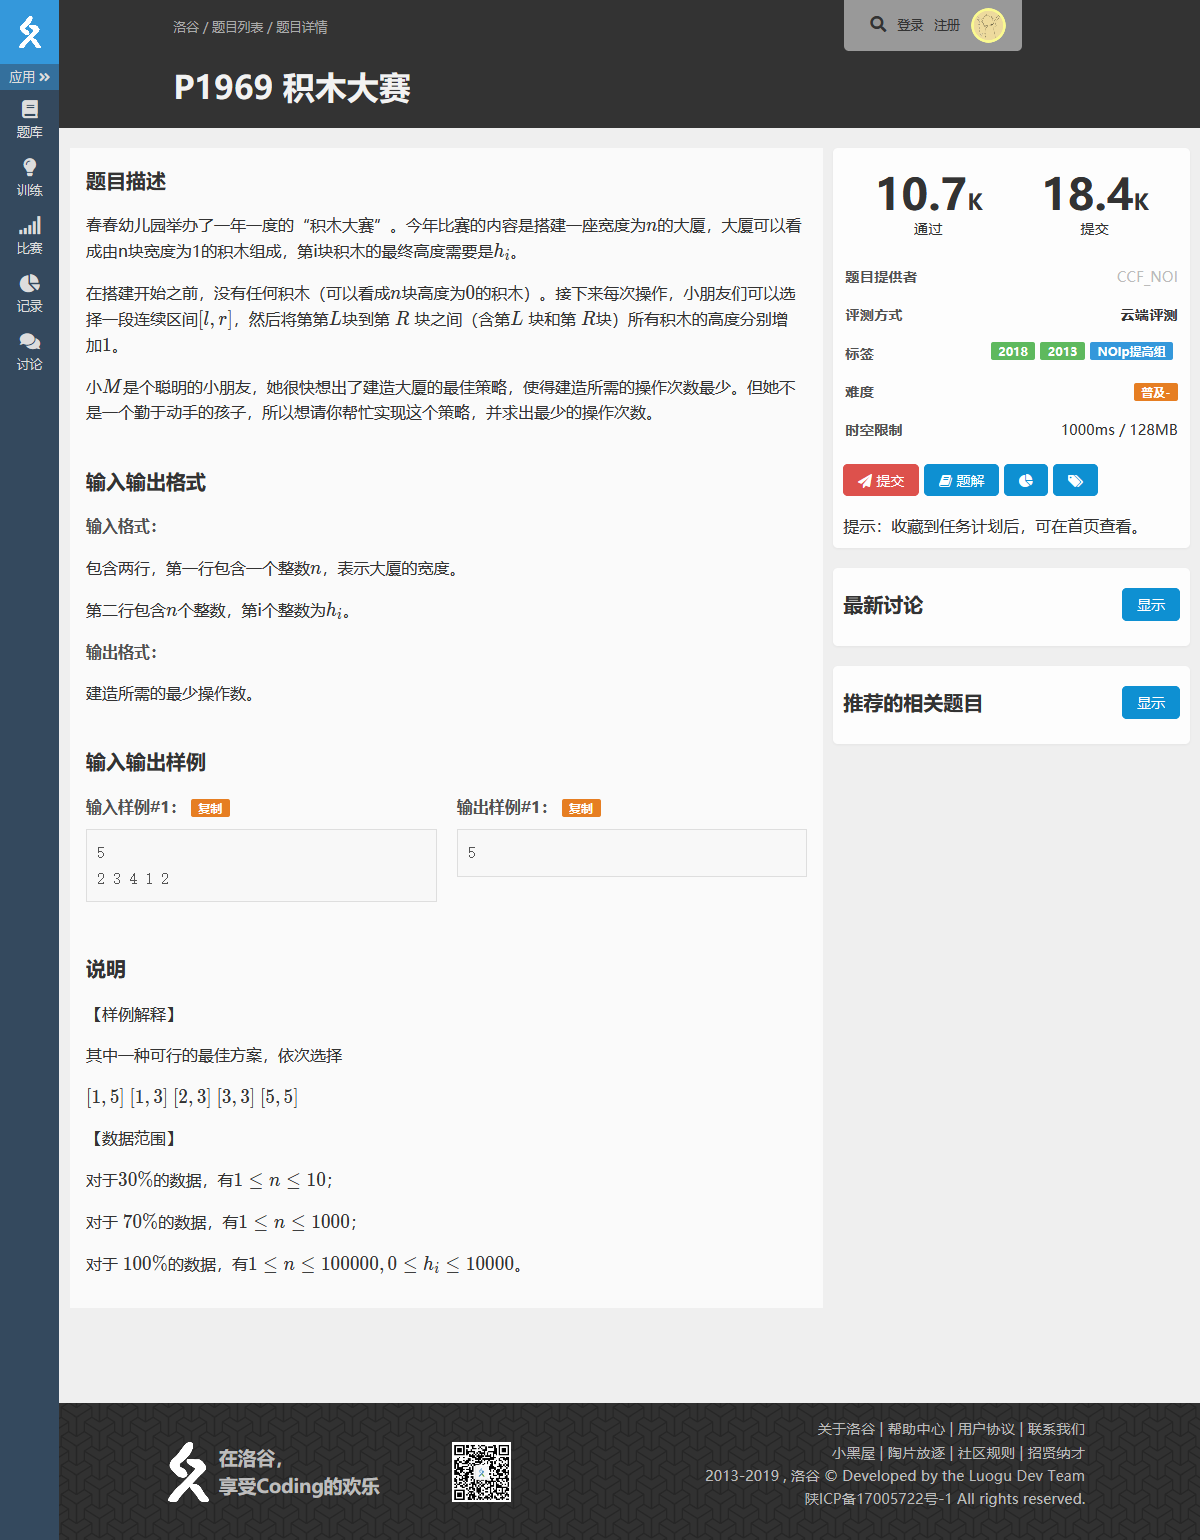 洛谷 / 题目列表 / 题目详情
登录 注册
应用
P1969 积木大赛
题库
训练
比赛
记录
讨论
题目描述
春春幼儿园举办了一年一度的“积木大赛”。今年比赛的内容是搭建一座宽度为n的大厦，大厦可以看
成由n块宽度为1的积木组成，第i块积木的最终高度需要是h_i。
在搭建开始之前，没有任何积木（可以看成n块高度为0的积木）。接下来每次操作，小朋友们可以选
择一段连续区间[l, r]，然后将第第L块到第 R 块之间（含第L 块和第 R块）所有积木的高度分别增
加1。
小M是个聪明的小朋友，她很快想出了建造大厦的最佳策略，使得建造所需的操作次数最少。但她不
是一个勤于动手的孩子，所以想请你帮忙实现这个策略，并求出最少的操作次数。
输入输出格式
输入格式：
包含两行，第一行包含一个整数n，表示大厦的宽度。
第二行包含n个整数，第i个整数为h_i。
输出格式：
建造所需的最少操作数。
输入输出样例
输入样例#1： 复制
5
2 3 4 1 2
输出样例#1： 复制
5
说明
【样例解释】
其中一种可行的最佳方案，依次选择
[1, 5] [1, 3] [2, 3] [3, 3] [5, 5]
【数据范围】
对于30%的数据，有1 ≤ n ≤ 10；
对于 70%的数据，有1 ≤ n ≤ 1000；
对于 100%的数据，有1 ≤ n ≤ 100000, 0 ≤ h_i ≤ 10000。
10.7K
通过
18.4K
提交
题目提供者 CCF_NOI
评测方式 云端评测
标签 2018 2013 NOIp提高组
难度 普及-
时空限制 1000ms / 128MB
提交 题解
提示：收藏到任务计划后，可在首页查看。
最新讨论 显示
推荐的相关题目 显示
在洛谷，
享受Coding的欢乐
关于洛谷 | 帮助中心 | 用户协议 | 联系我们
小黑屋 | 陶片放逐 | 社区规则 | 招贤纳才
2013-2019 , 洛谷 © Developed by the Luogu Dev Team
陕ICP备17005722号-1 All rights reserved.